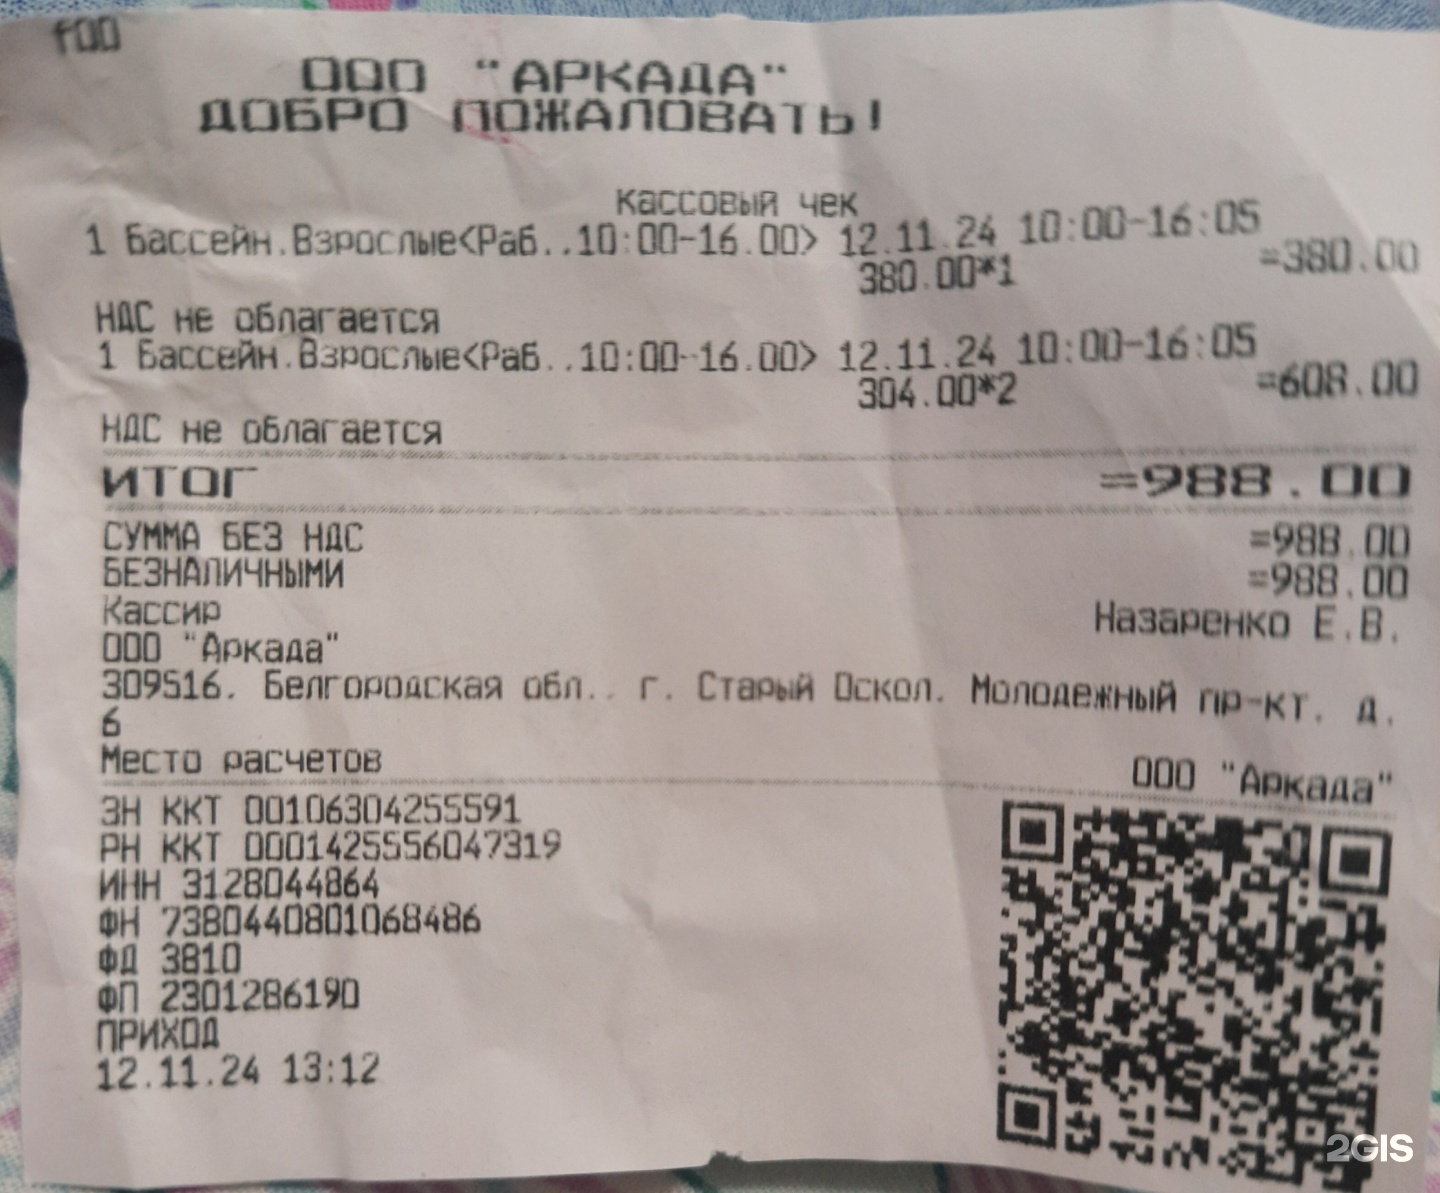 ООО "АРКАДА"
ДОБРО ПОЖАЛОВАТЬ!
Кассовый чек
1 Бассейн.Взрослые<Раб..10:00-16.00> 12.11.24 10:00-16:05
380.00*1 =380.00
НДС не облагается
1 Бассейн.Взрослые<Раб..10:00-16.00> 12.11.24 10:00-16:05
304.00*2 =608.00
НДС не облагается
ИТОГ =988.00
СУММА БЕЗ НДС =988.00
БЕЗНАЛИЧНЫМИ =988.00
Кассир Назаренко Е.В.
ООО "Аркада"
309516. Белгородская обл.. г. Старый Оскол. Молодежный пр-кт. д.
6
Место расчетов ООО "Аркада"
ЗН ККТ 00106304255591
РН ККТ 0001425556047319
ИНН 3128044864
ФН 7380440801068486
ФД 3810
ФП 2301286190
ПРИХОД
12.11.24 13:12
2GIS